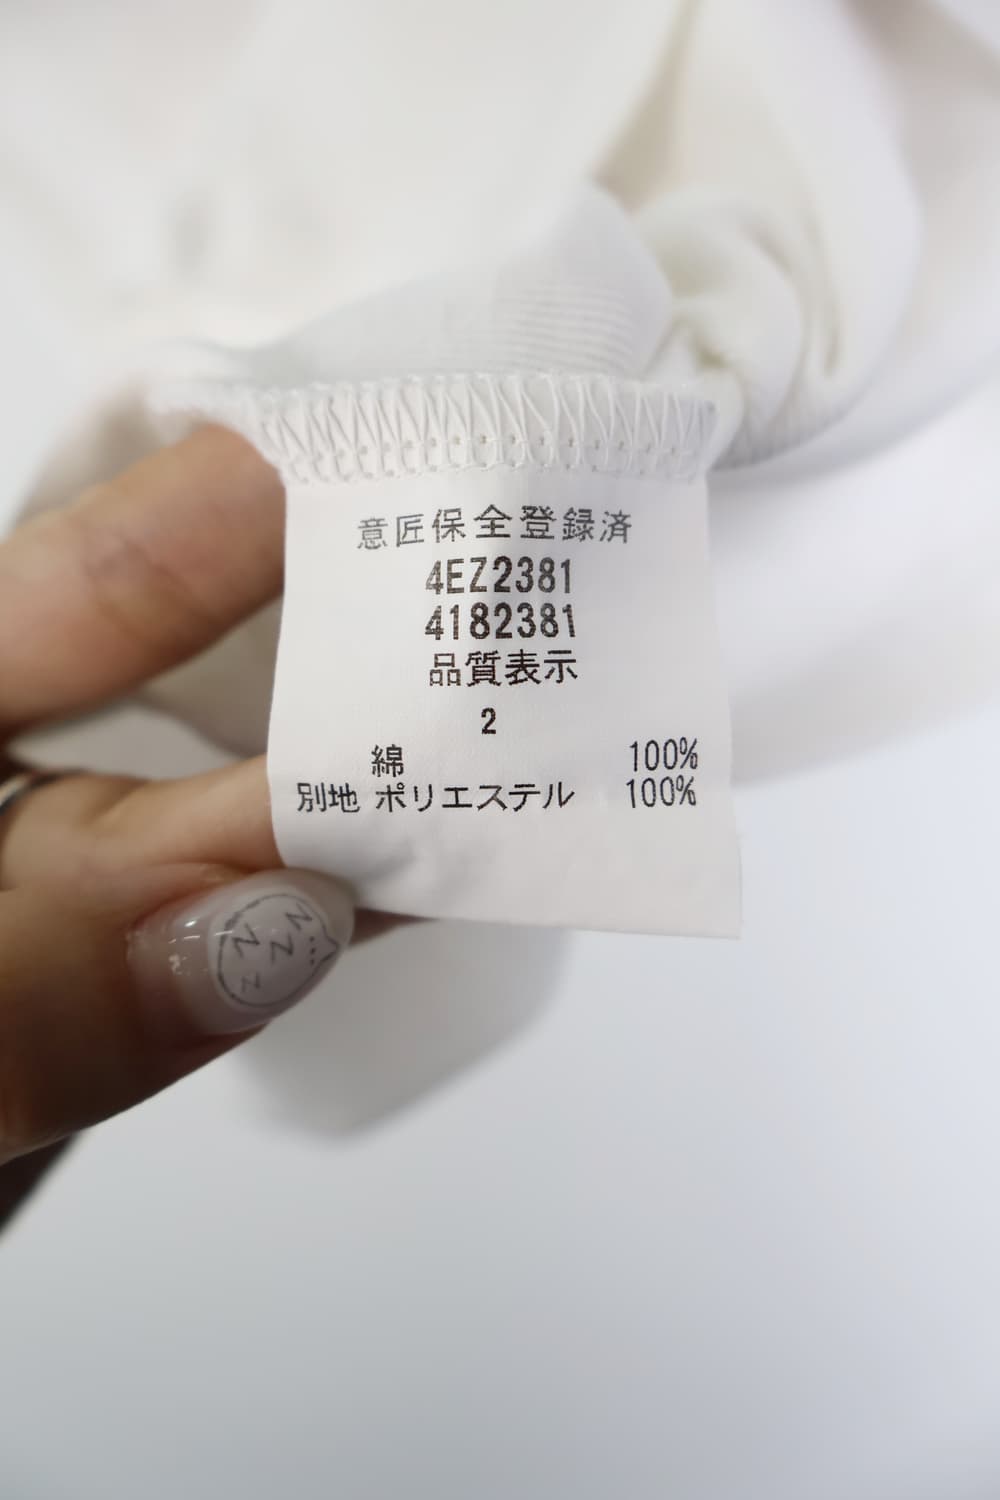 意匠保全登録済
4EZ2381
4182381
品質表示
2
綿 100%
別地 ポリエステル 100%
Z Z Z
Z Z ...